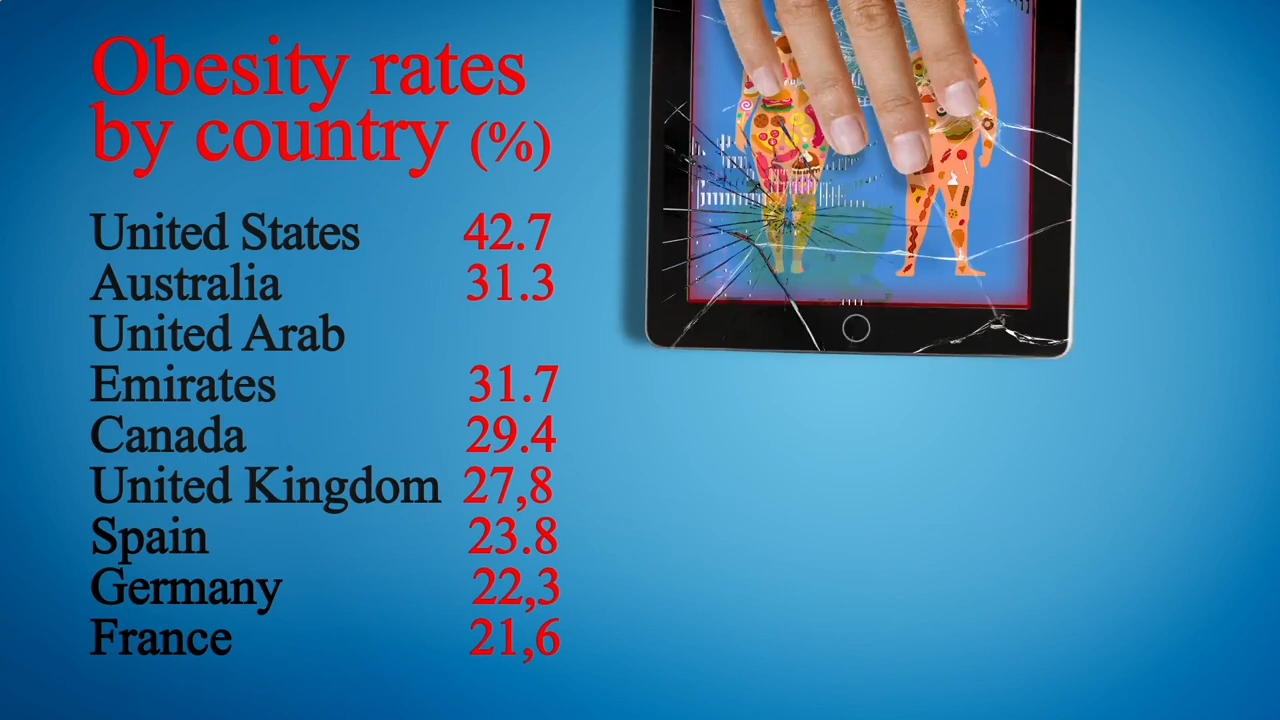 Obesity rates
by country (%)
United States 42.7
Australia 31.3
United Arab
Emirates 31.7
Canada 29.4
United Kingdom 27,8
Spain 23.8
Germany 22,3
France 21,6